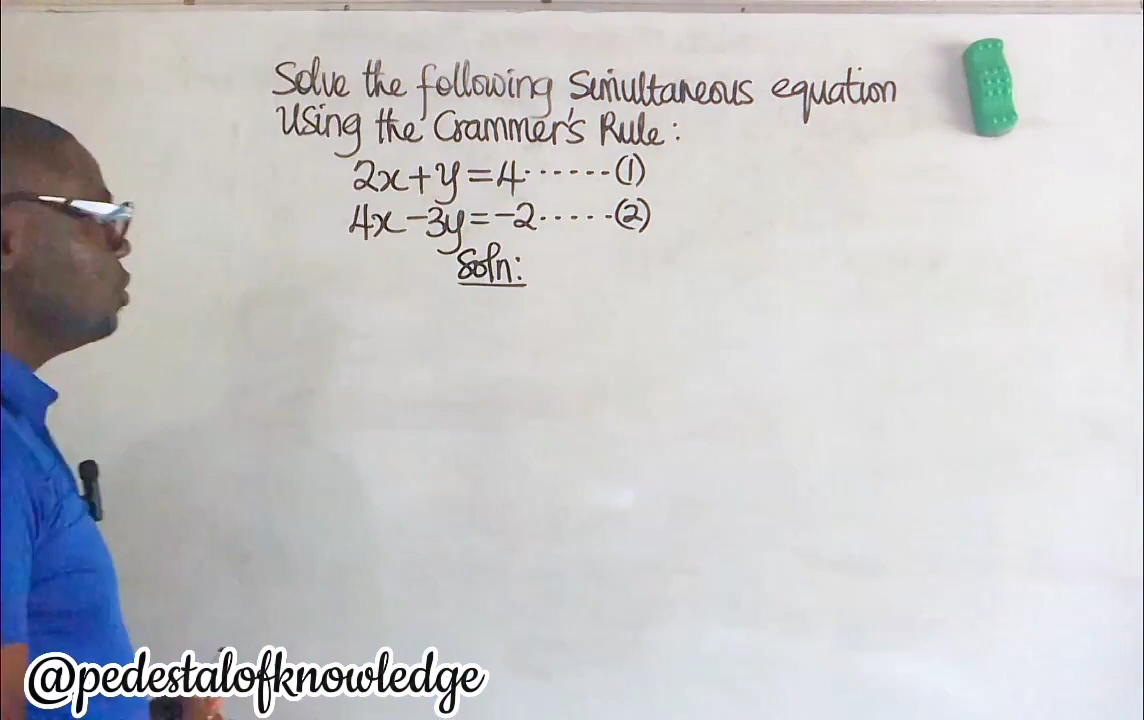 Solve the following Simultaneous equation
Using the Crammer's Rule:
2x+y=4······(1)
4x-3y=-2·····(2)
Soln:
@pedestalofknowledge